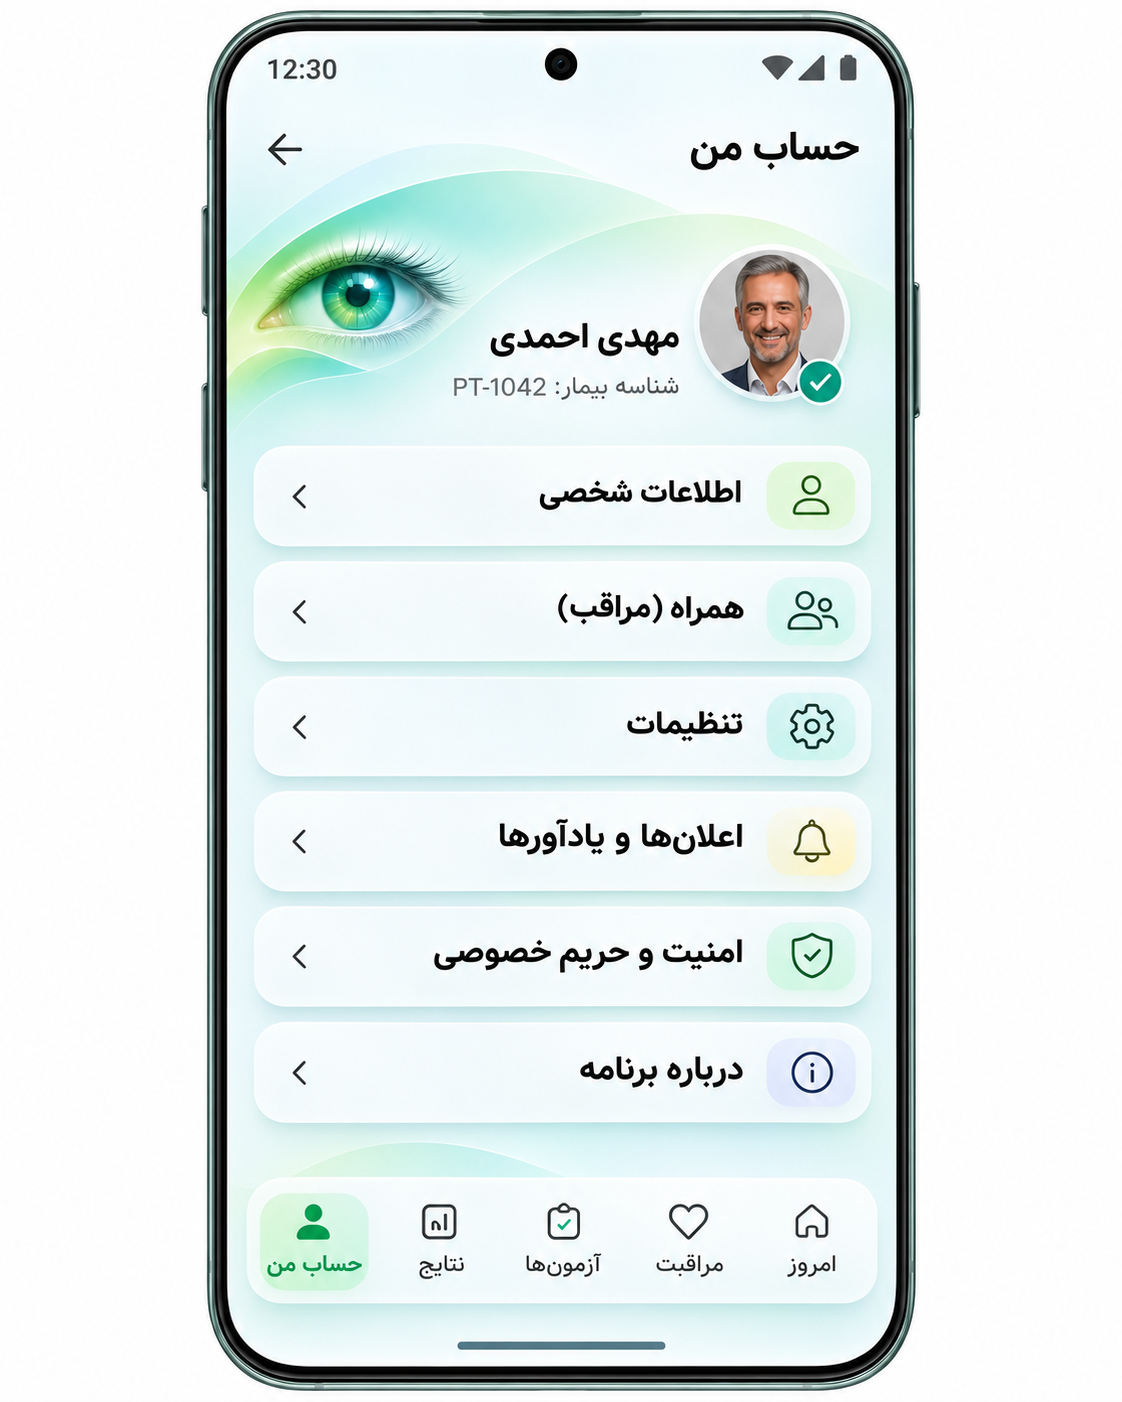 12:30
حساب من
مهدی احمدی
شناسه بیمار: PT-1042
اطلاعات شخصی
همراه (مراقب)
تنظیمات
اعلان‌ها و یادآورها
امنیت و حریم خصوصی
درباره برنامه
امروز
مراقبت
آزمون‌ها
نتایج
حساب من